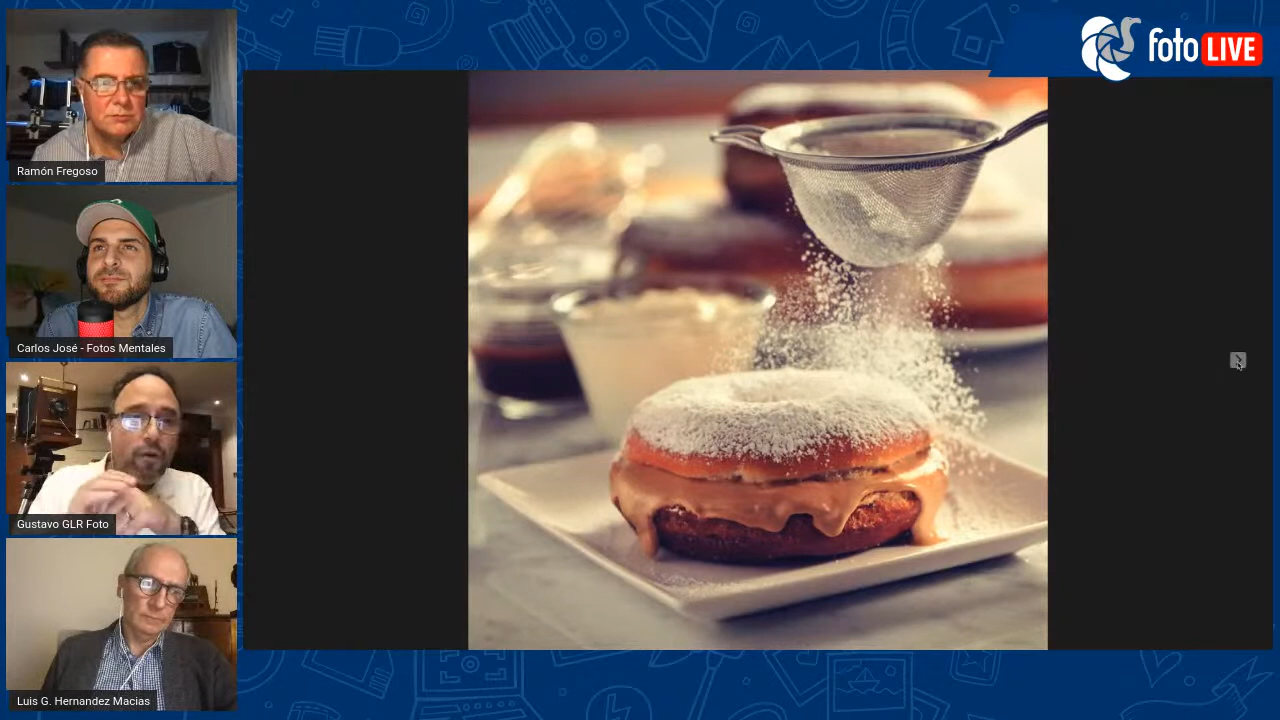 Ramón Fregoso
Carlos José - Fotos Mentales
Gustavo GLR Foto
Luis G. Hernandez Macias
foto LIVE